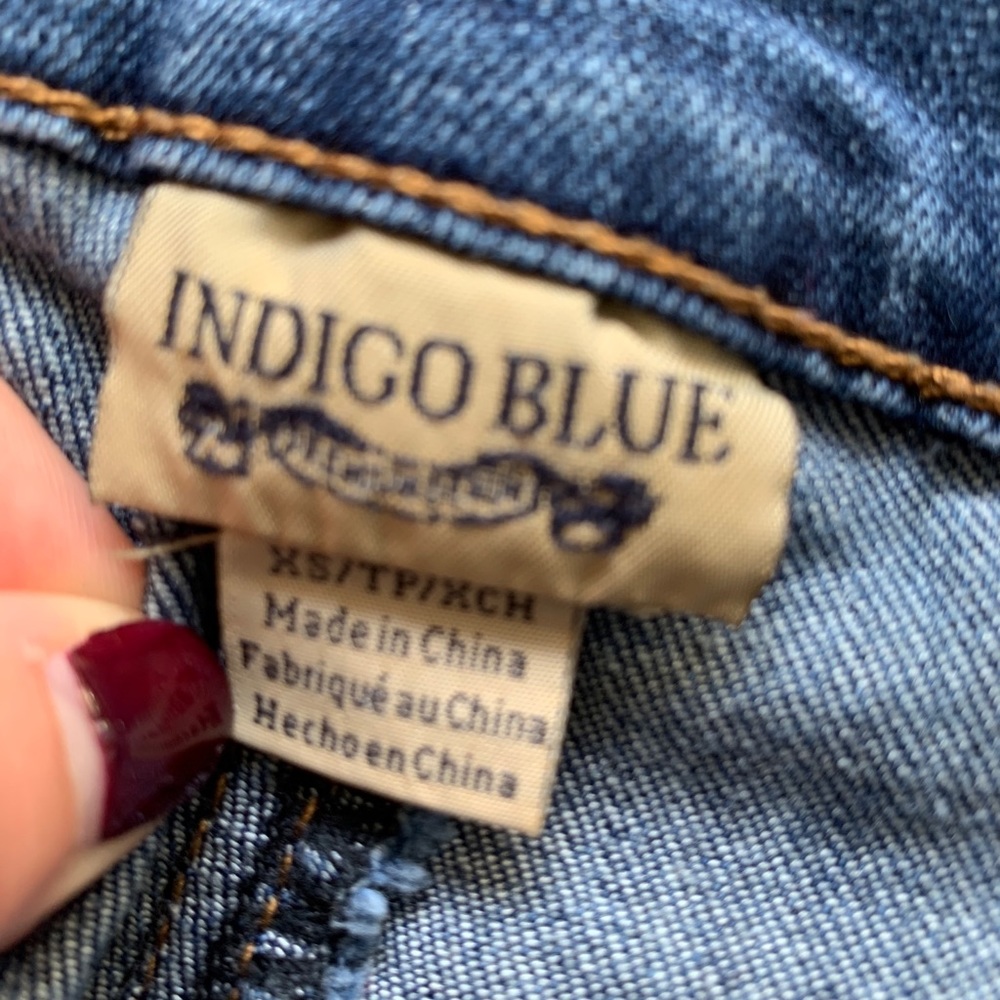 INDIGO BLUE
XS/TP/XCH
Made in China
Fabriqué au China
Hecho en China